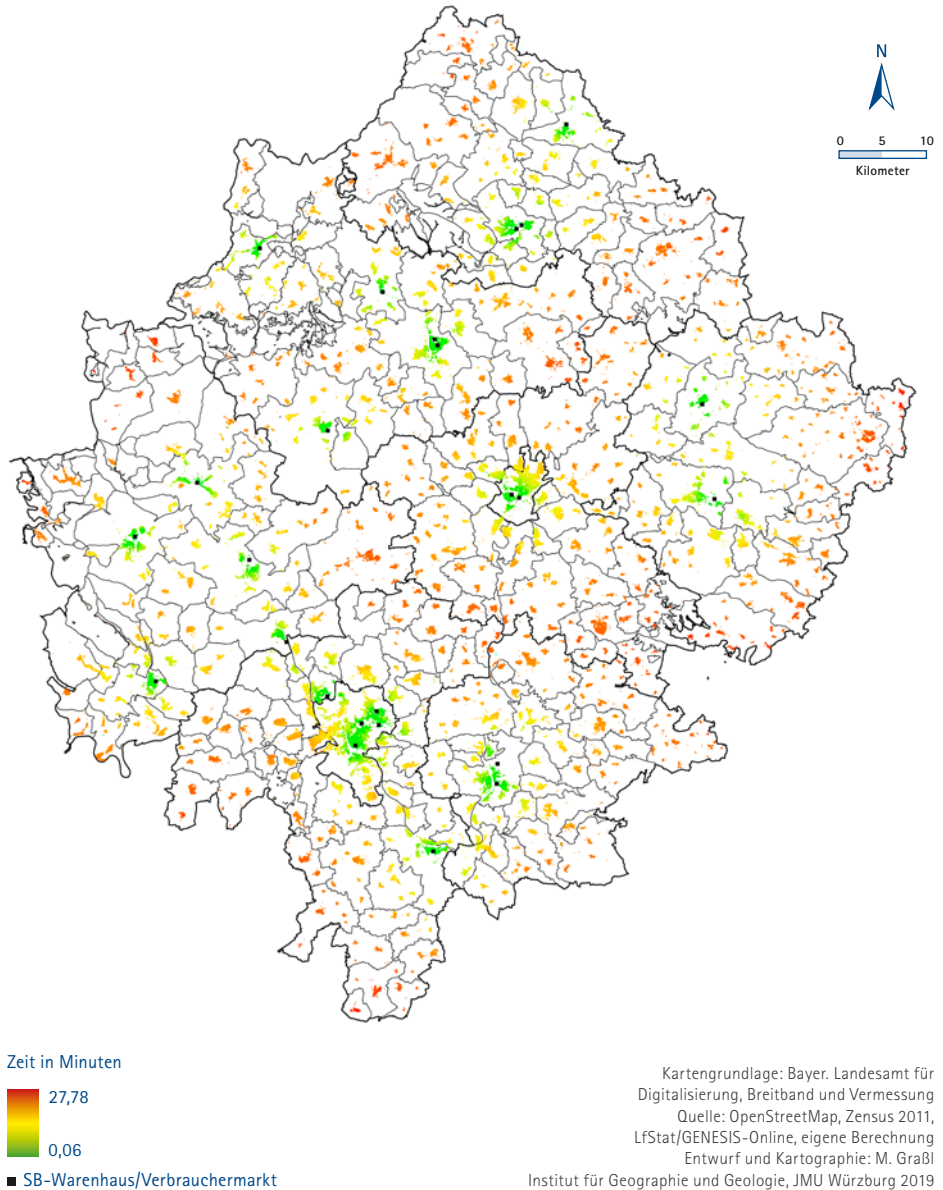 N
0 5 10
Kilometer
Zeit in Minuten
27,78
0,06
SB-Warenhaus/Verbrauchermarkt
Kartengrundlage: Bayer. Landesamt für
Digitalisierung, Breitband und Vermessung
Quelle: OpenStreetMap, Zensus 2011,
LfStat/GENESIS-Online, eigene Berechnung
Entwurf und Kartographie: M. Graßl
Institut für Geographie und Geologie, JMU Würzburg 2019